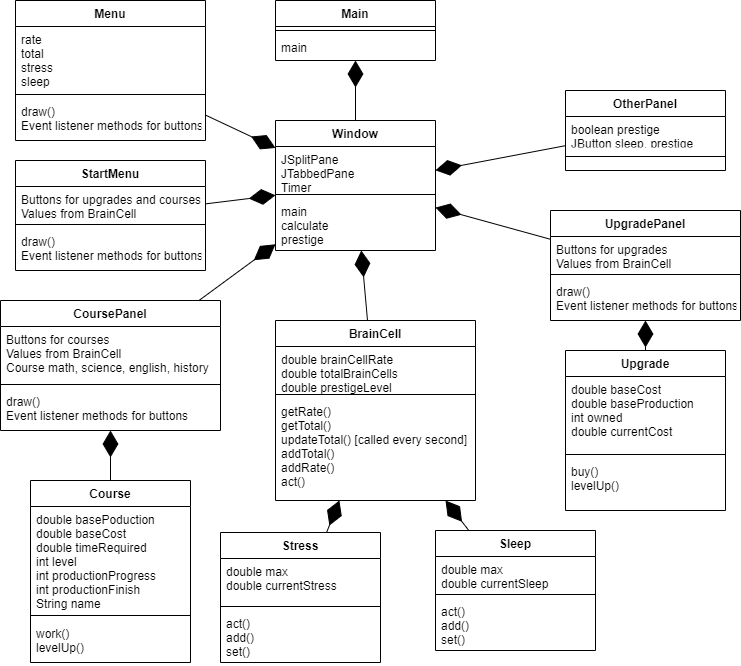 Menu
rate
total
stress
sleep
draw()
Event listener methods for buttons
Main
main
OtherPanel
boolean prestige
JButton sleep, prestige
Window
JSplitPane
JTabbedPane
Timer
main
calculate
prestige
StartMenu
Buttons for upgrades and courses
Values from BrainCell
draw()
Event listener methods for buttons
UpgradePanel
Buttons for upgrades
Values from BrainCell
draw()
Event listener methods for buttons
CoursePanel
Buttons for courses
Values from BrainCell
Course math, science, english, history
draw()
Event listener methods for buttons
BrainCell
double brainCellRate
double totalBrainCells
double prestigeLevel
getRate()
getTotal()
updateTotal() [called every second]
addTotal()
addRate()
act()
Upgrade
double baseCost
double baseProduction
int owned
double currentCost
buy()
levelUp()
Course
double basePoduction
double baseCost
double timeRequired
int level
int productionProgress
int productionFinish
String name
work()
levelUp()
Stress
double max
double currentStress
act()
add()
set()
Sleep
double max
double currentSleep
act()
add()
set()